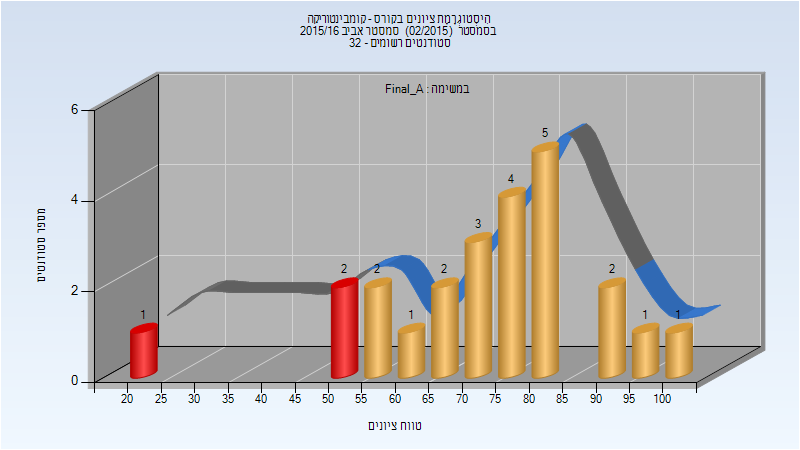 היסטוגרמת ציונים בקורס - קומבינטוריקה
בסמסטר (02/2015) סמסטר אביב 2015/16
סטודנטים רשומים - 32
במשימה : Final_A
6
4
2
0
מספר סטודנטים
1
2
2
1
2
3
4
5
2
1
1
20 25 30 35 40 45 50 55 60 65 70 75 80 85 90 95 100
טווח ציונים